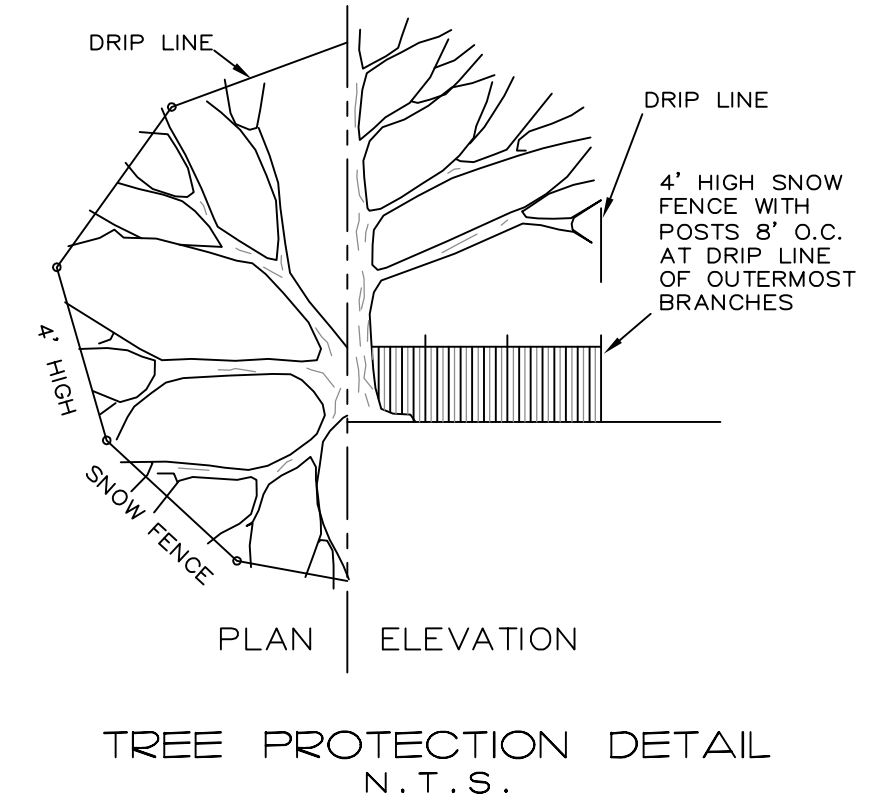 DRIP LINE
DRIP LINE
4' HIGH SNOW
FENCE WITH
POSTS 8' O.C.
AT DRIP LINE
OF OUTERMOST
BRANCHES
4' HIGH
SNOW FENCE
PLAN
ELEVATION
TREE PROTECTION DETAIL
N.T.S.